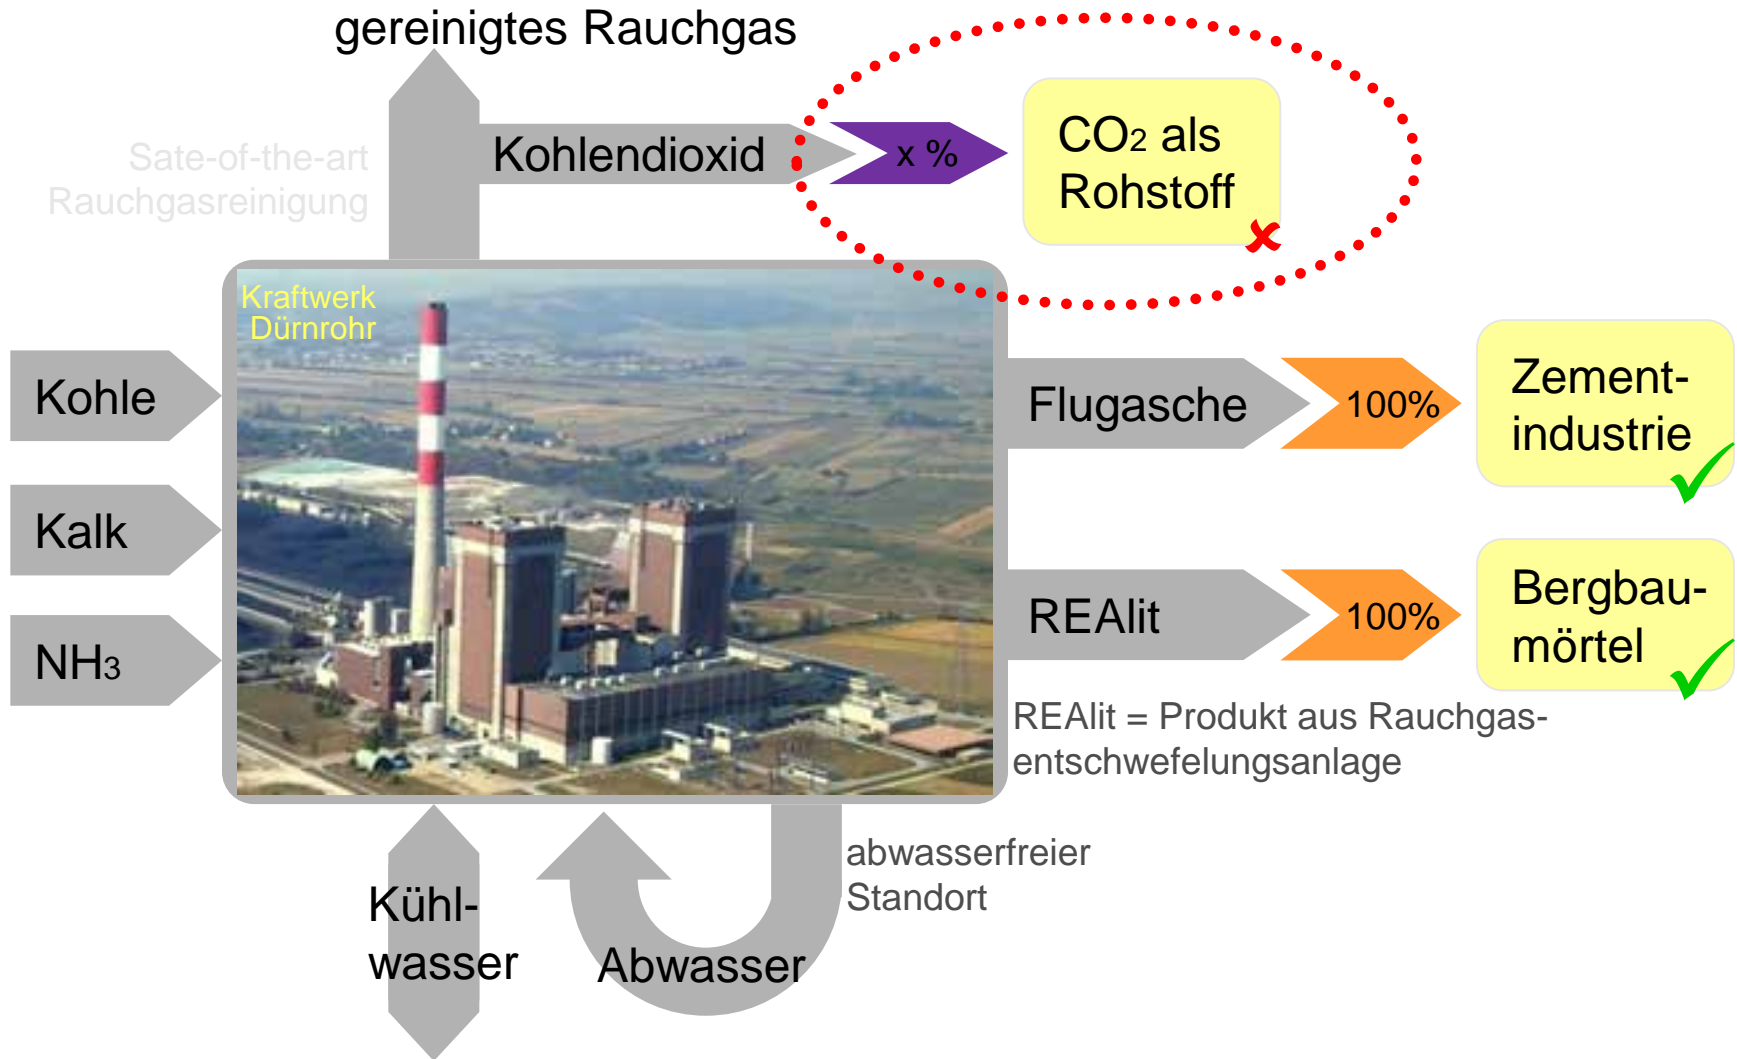 gereinigtes Rauchgas
Sate-of-the-art
Rauchgasreinigung
Kohlendioxid
x %
CO2 als
Rohstoff
Kraftwerk
Dürnrohr
Kohle
Kalk
NH3
Flugasche
100%
Zement-
industrie
REAlit
100%
Bergbau-
mörtel
REAlit = Produkt aus Rauchgas-
entschwefelungsanlage
abwasserfreier
Standort
Kühl-
wasser
Abwasser